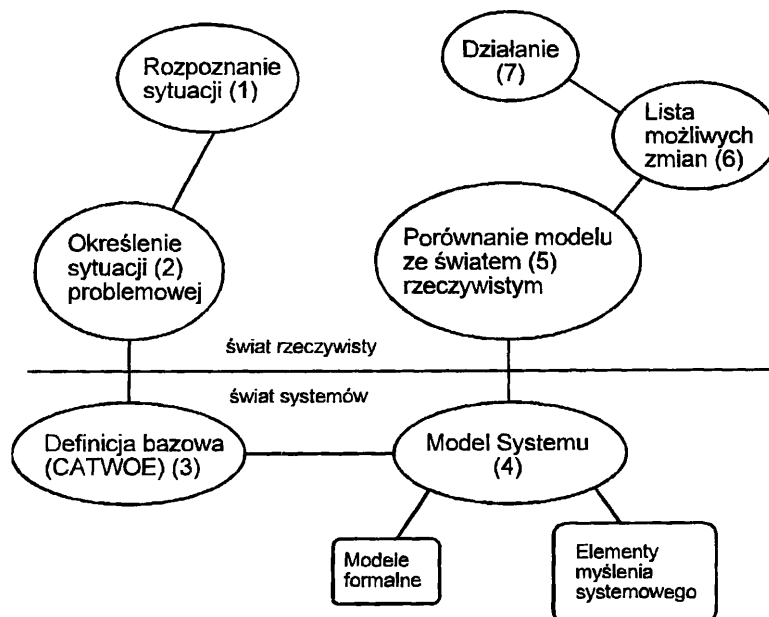 Rozpoznanie
sytuacji (1)
Działanie
(7)
Lista
możliwych
zmian (6)
Określenie
sytuacji (2)
problemowej
Porównanie modelu
ze światem (5)
rzeczywistym
świat rzeczywisty
świat systemów
Definicja bazowa
(CATWOE) (3)
Model Systemu
(4)
Modele
formalne
Elementy
myślenia
systemowego